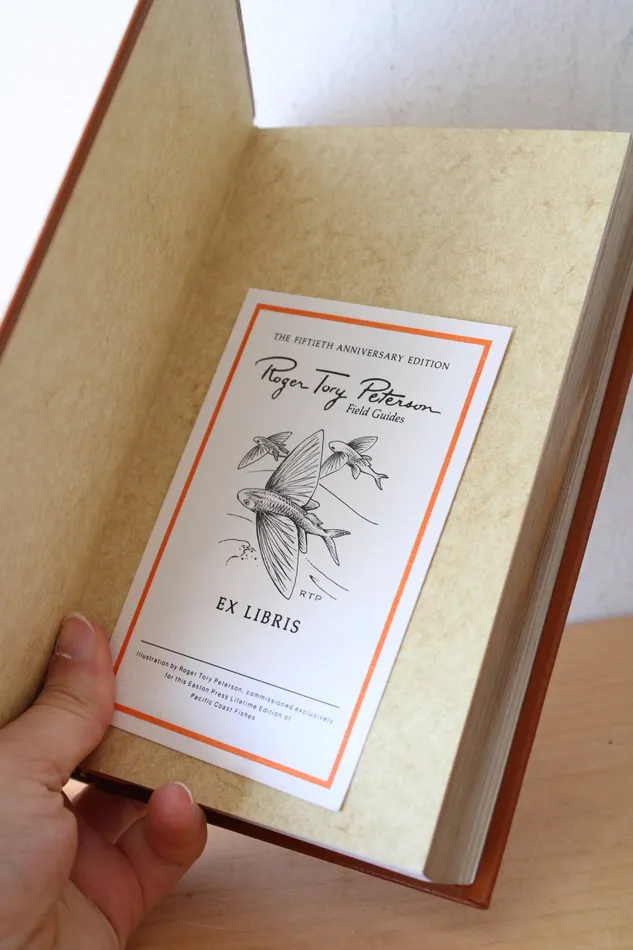 THE FIFTIETH ANNIVERSARY EDITION
Roger Tory Peterson
Field Guides
RTP
EX LIBRIS
Illustration by Roger Tory Peterson, commissioned exclusively
for this Easton Press Lifetime Edition of
Pacific Coast Fishes